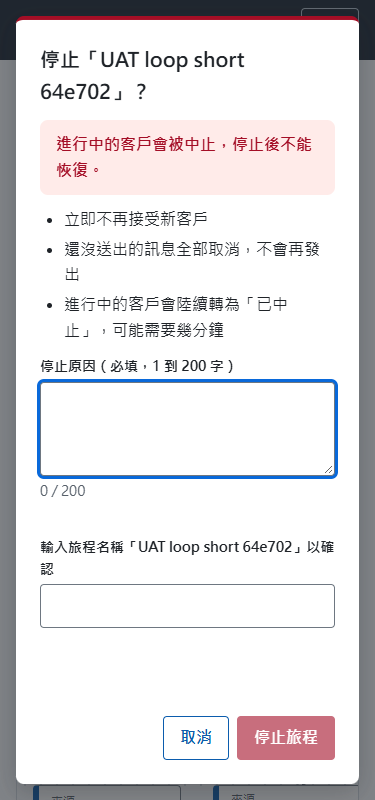 停止「UAT loop short
64e702」？
進行中的客戶會被中止，停止後不能
恢復。
立即不再接受新客戶
還沒送出的訊息全部取消，不會再發
出
進行中的客戶會陸續轉為「已中
止」，可能需要幾分鐘
停止原因（必填，1 到 200 字）
0 / 200
輸入旅程名稱「UAT loop short 64e702」以確
認
取消
停止旅程